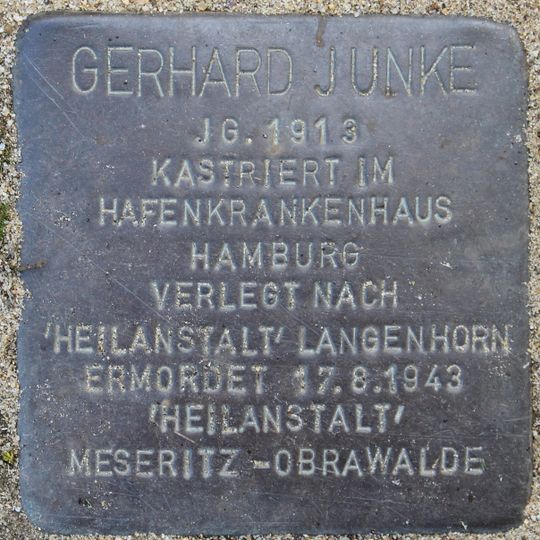 GERHARD JUNKE
JG. 1913
KASTRIERT IM
HAFENKRANKENHAUS
HAMBURG
VERLEGT NACH
'HEILANSTALT' LANGENHORN
ERMORDET 17.8.1943
'HEILANSTALT'
MESERITZ-OBRAWALDE